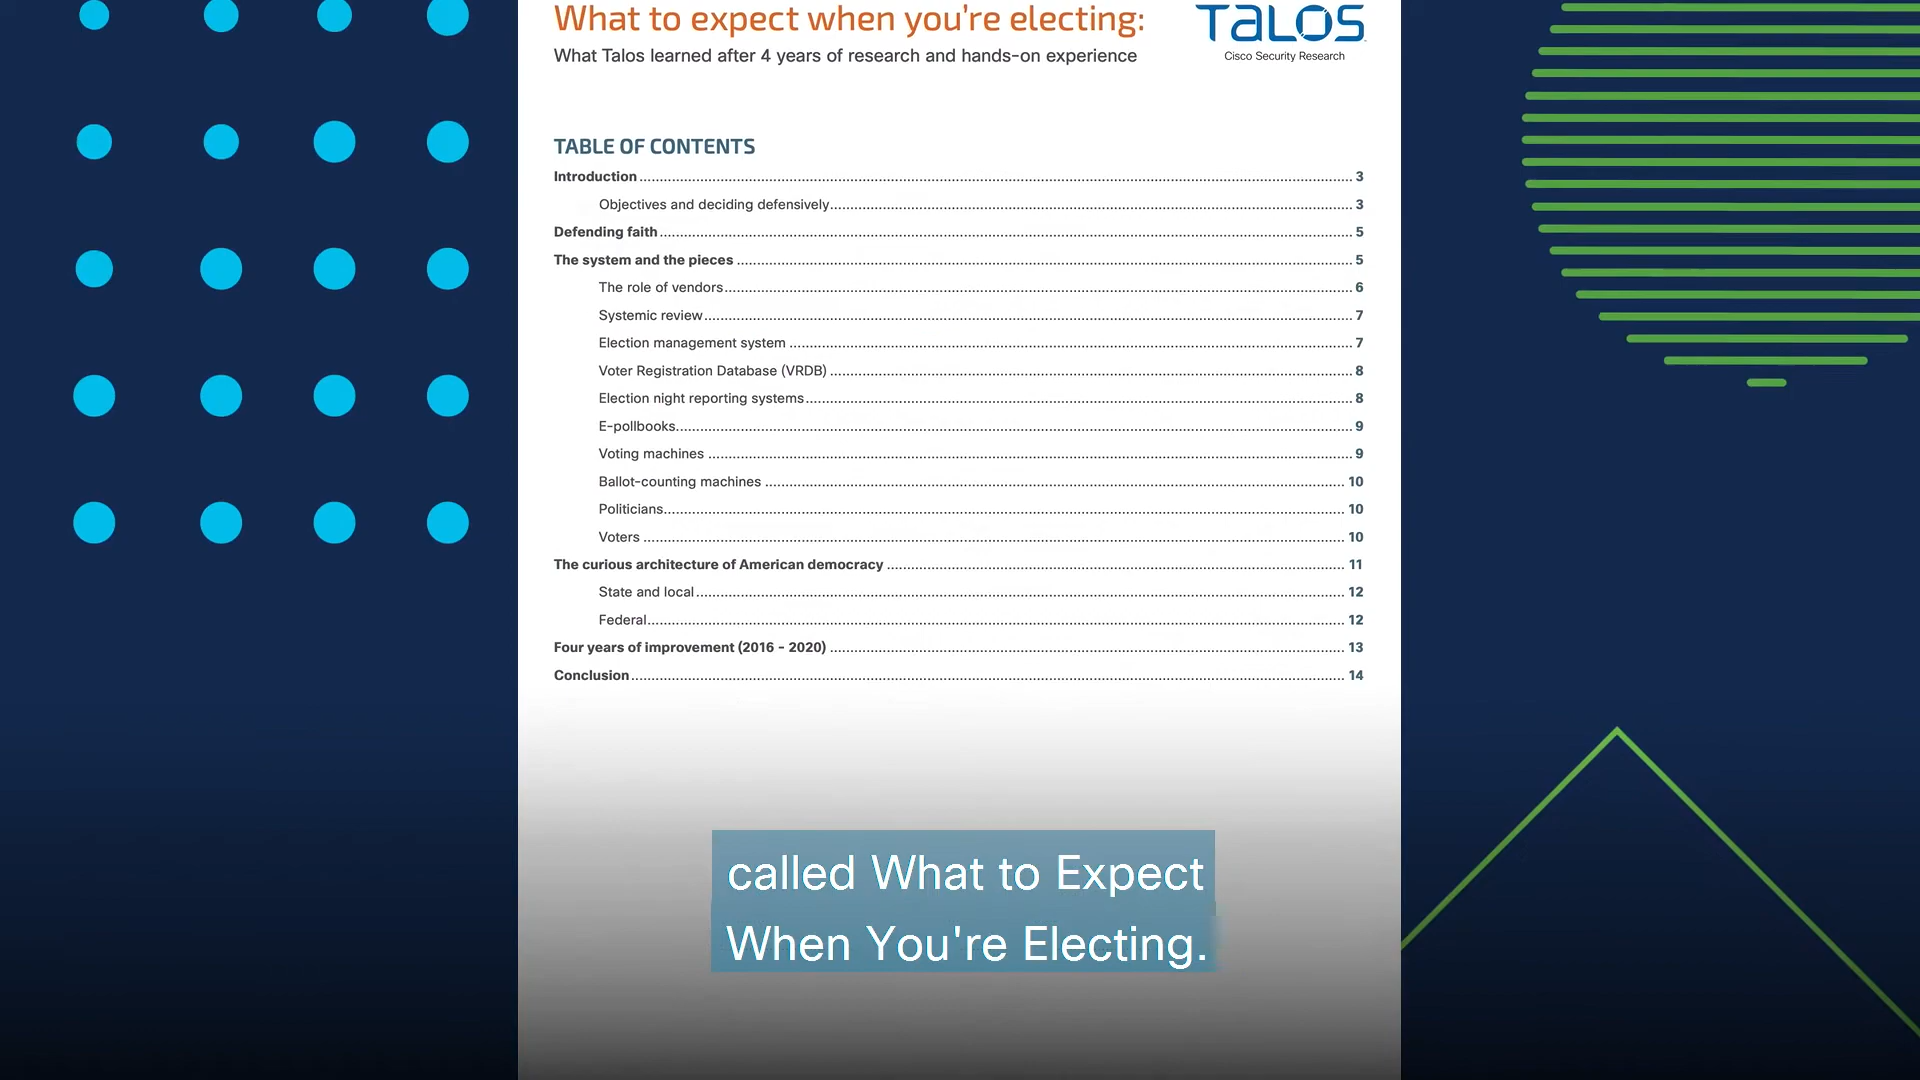 What to expect when you're electing:
What Talos learned after 4 years of research and hands-on experience
TALOS
Cisco Security Research
TABLE OF CONTENTS
Introduction 3
Objectives and deciding defensively 3
Defending faith 5
The system and the pieces 5
The role of vendors 6
Systemic review 7
Election management system 7
Voter Registration Database (VRDB) 8
Election night reporting systems 8
E-pollbooks 9
Voting machines 9
Ballot-counting machines 10
Politicians 10
Voters 10
The curious architecture of American democracy 11
State and local 12
Federal 12
Four years of improvement (2016 - 2020) 13
Conclusion 14
called What to Expect
When You're Electing.